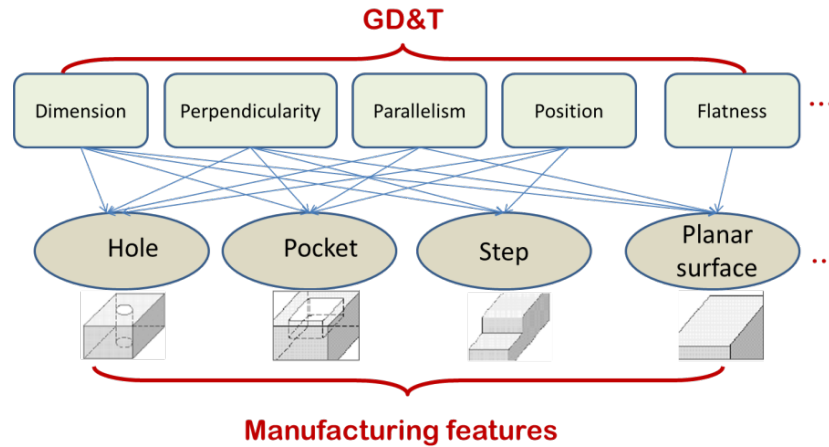 GD&T
Dimension
Perpendicularity
Parallelism
Position
Flatness
...
Hole
Pocket
Step
Planar
surface
...
Manufacturing features